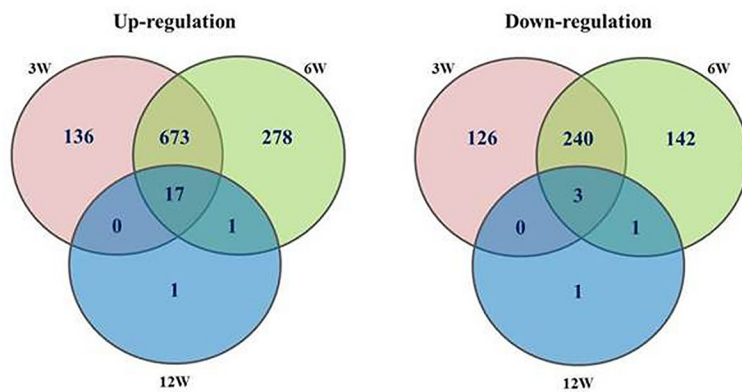 Up-regulation
3W
6W
136
673
278
17
0
1
1
12W
Down-regulation
3W
6W
126
240
142
3
0
1
1
12W